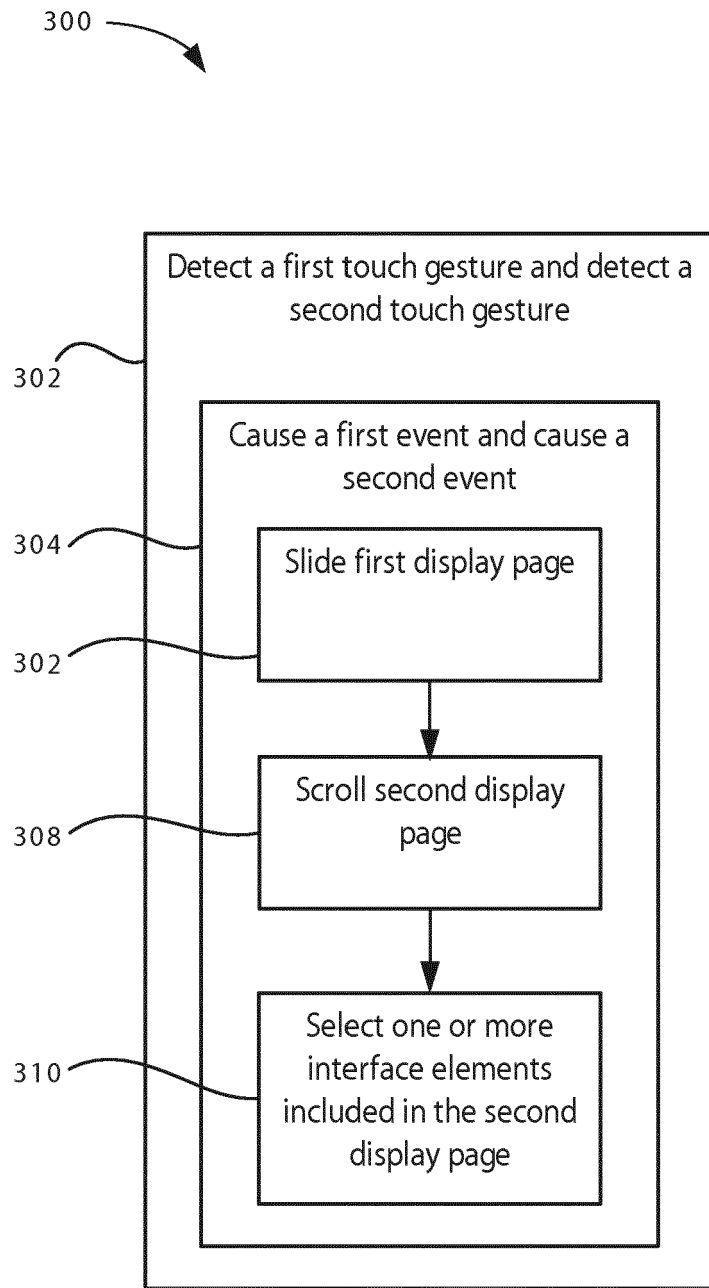 300
Detect a first touch gesture and detect a
second touch gesture
302
Cause a first event and cause a
second event
304
Slide first display page
302
Scroll second display
page
308
Select one or more
interface elements
included in the second
display page
310